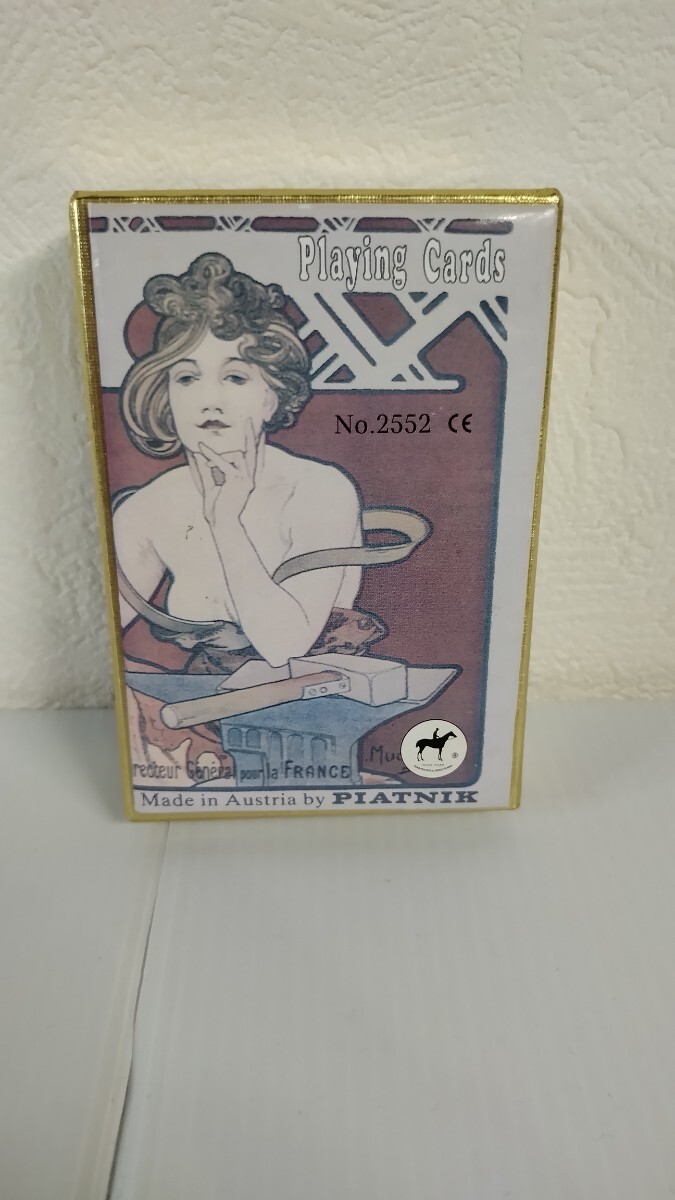 Playing Cards
No.2552 CE
recteur Général pour la FRANCE
Made in Austria by PIATNIK